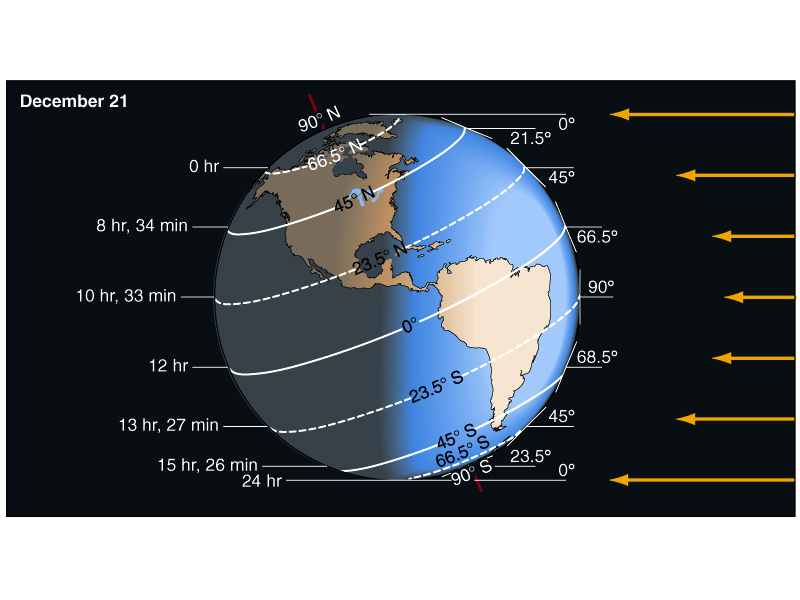 December 21
90° N
0°
21.5°
66.5° N
0 hr
45°
45° N
8 hr, 34 min
66.5°
23.5° N
10 hr, 33 min
90°
0°
12 hr
68.5°
23.5° S
13 hr, 27 min
45°
45° S
66.5° S
15 hr, 26 min
23.5°
90° S
0°
24 hr